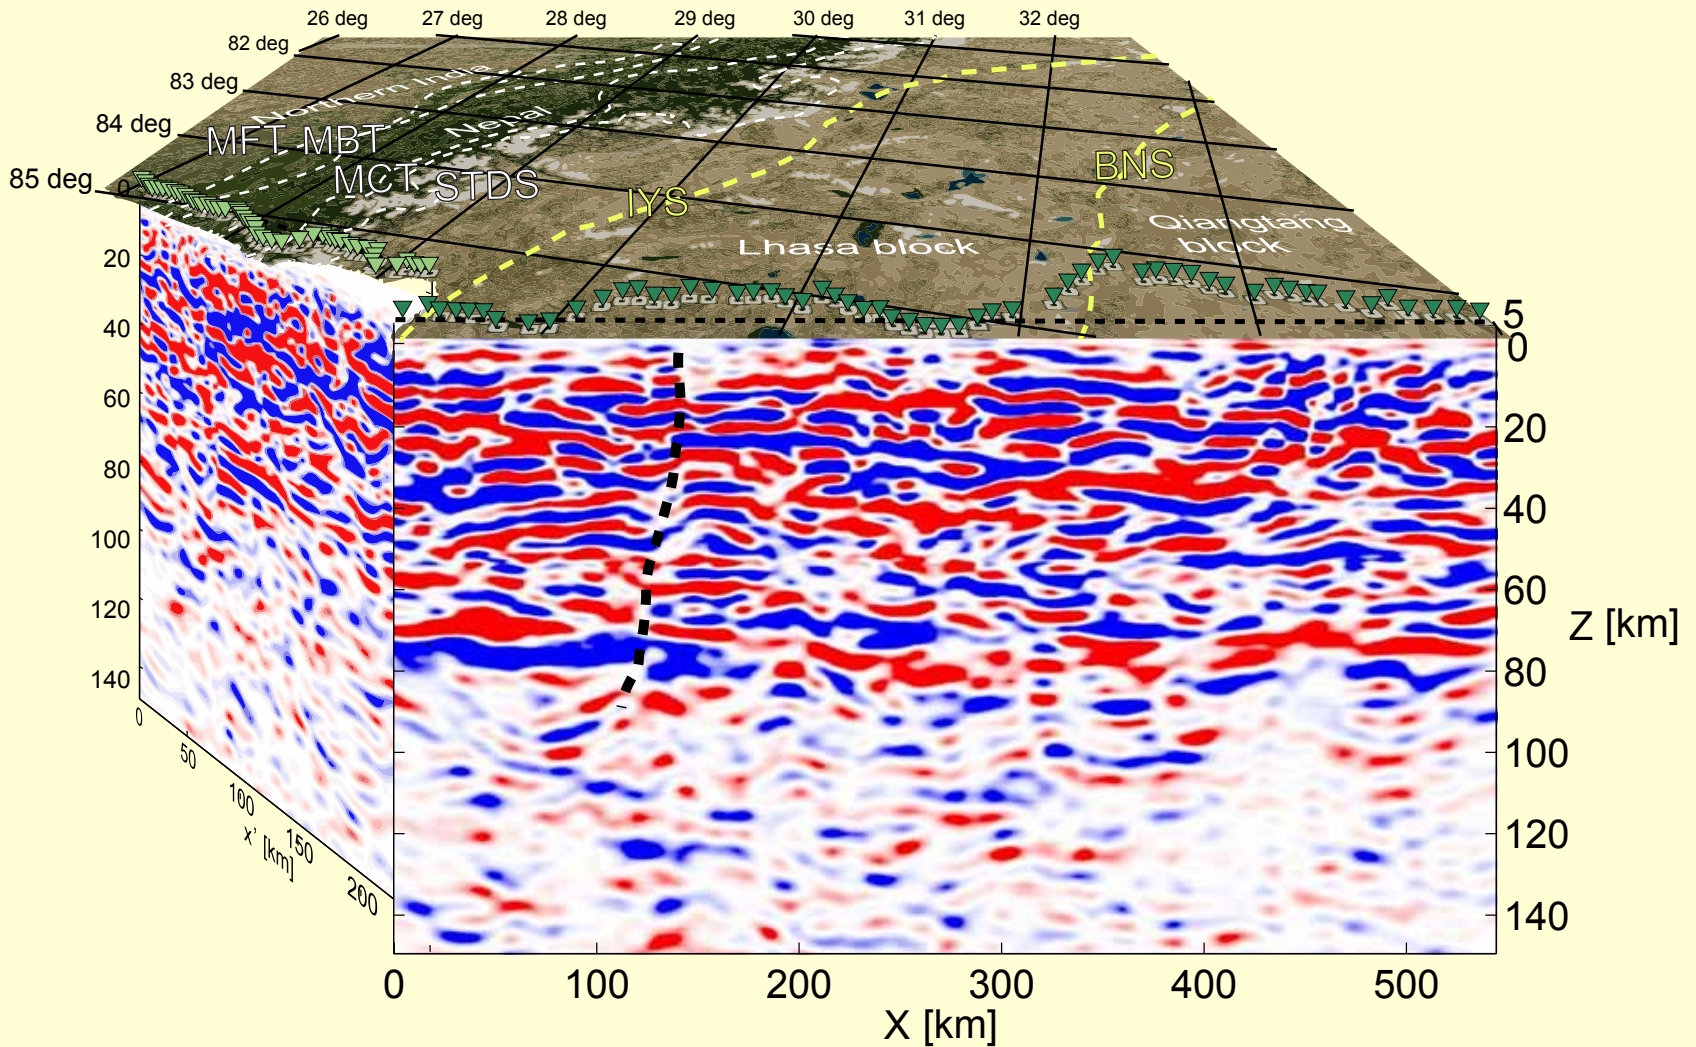 26 deg 27 deg 28 deg 29 deg 30 deg 31 deg 32 deg
82 deg
83 deg
84 deg
85 deg
Northern India
Nepal
MFT MBT
MCT STDS
IYS
BNS
Lhasa block
Qiangtang
block
0
20
40
60
80
100
120
140
0
50
100
150
200
x' [km]
5
0
20
40
60
80
100
120
140
Z [km]
0 100 200 300 400 500
X [km]